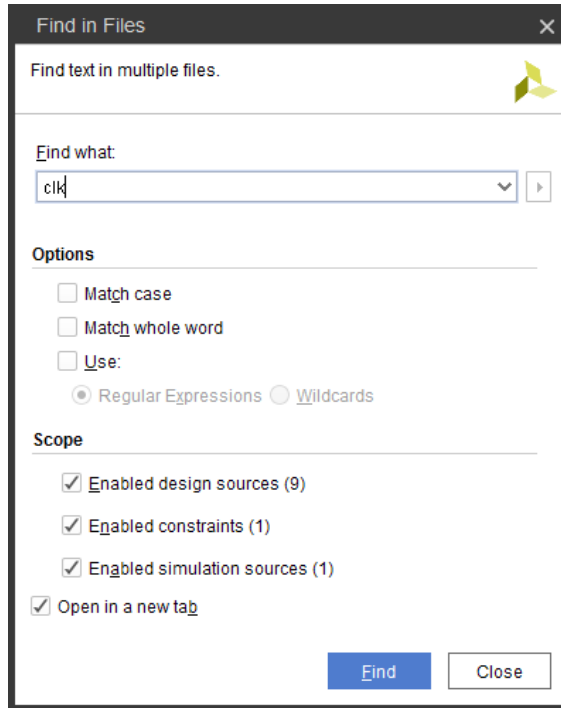 Find in Files
Find text in multiple files.
Find what:
clk
Options
Match case
Match whole word
Use:
Regular Expressions Wildcards
Scope
Enabled design sources (9)
Enabled constraints (1)
Enabled simulation sources (1)
Open in a new tab
Find Close